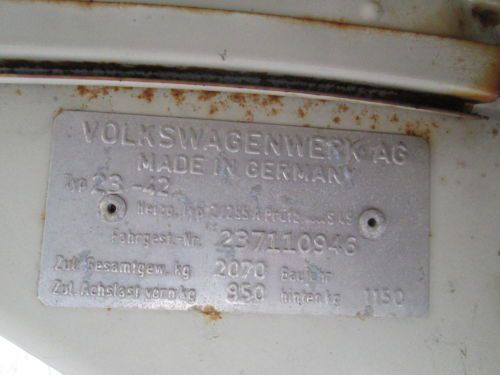 VOLKSWAGENWERK AG
MADE IN GERMANY
Typ 23 -42
Typ
Fahrgest.-Nr. 237110946
Zul. Gesamtgew. kg 2070 Baujahr
Zul. Achslast vorn kg 950 hinten kg 1150